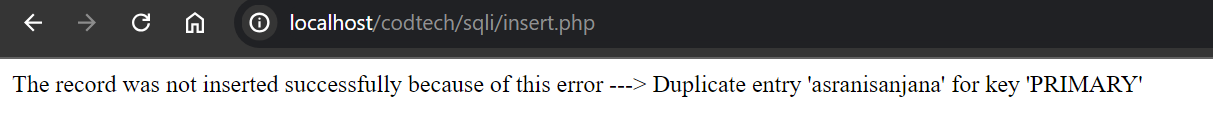 localhost/codtech/sqli/insert.php
The record was not inserted successfully because of this error ---> Duplicate entry 'asranisanjana' for key 'PRIMARY'